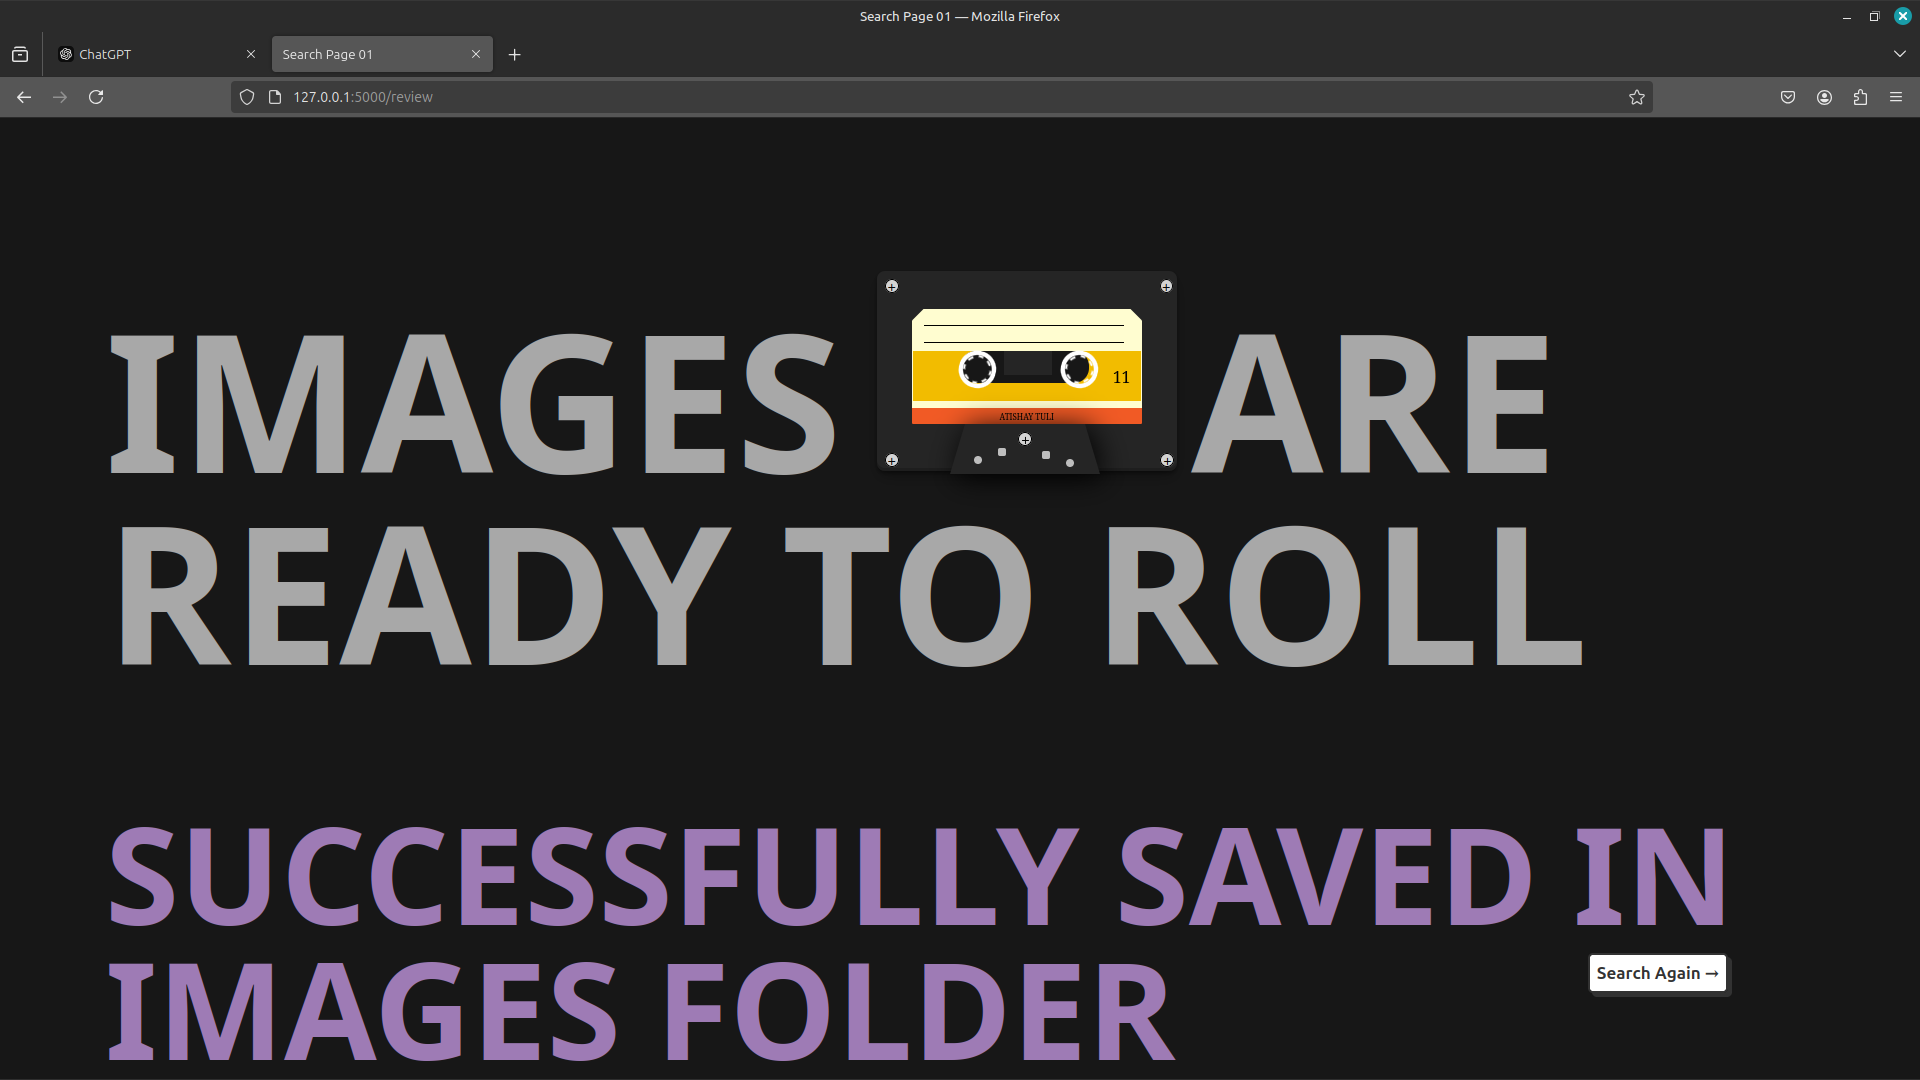 Search Page 01 — Mozilla Firefox
ChatGPT
Search Page 01
127.0.0.1:5000/review
IMAGES ARE
11
ATISHAY TULI
READY TO ROLL
SUCCESSFULLY SAVED IN
IMAGES FOLDER
Search Again →